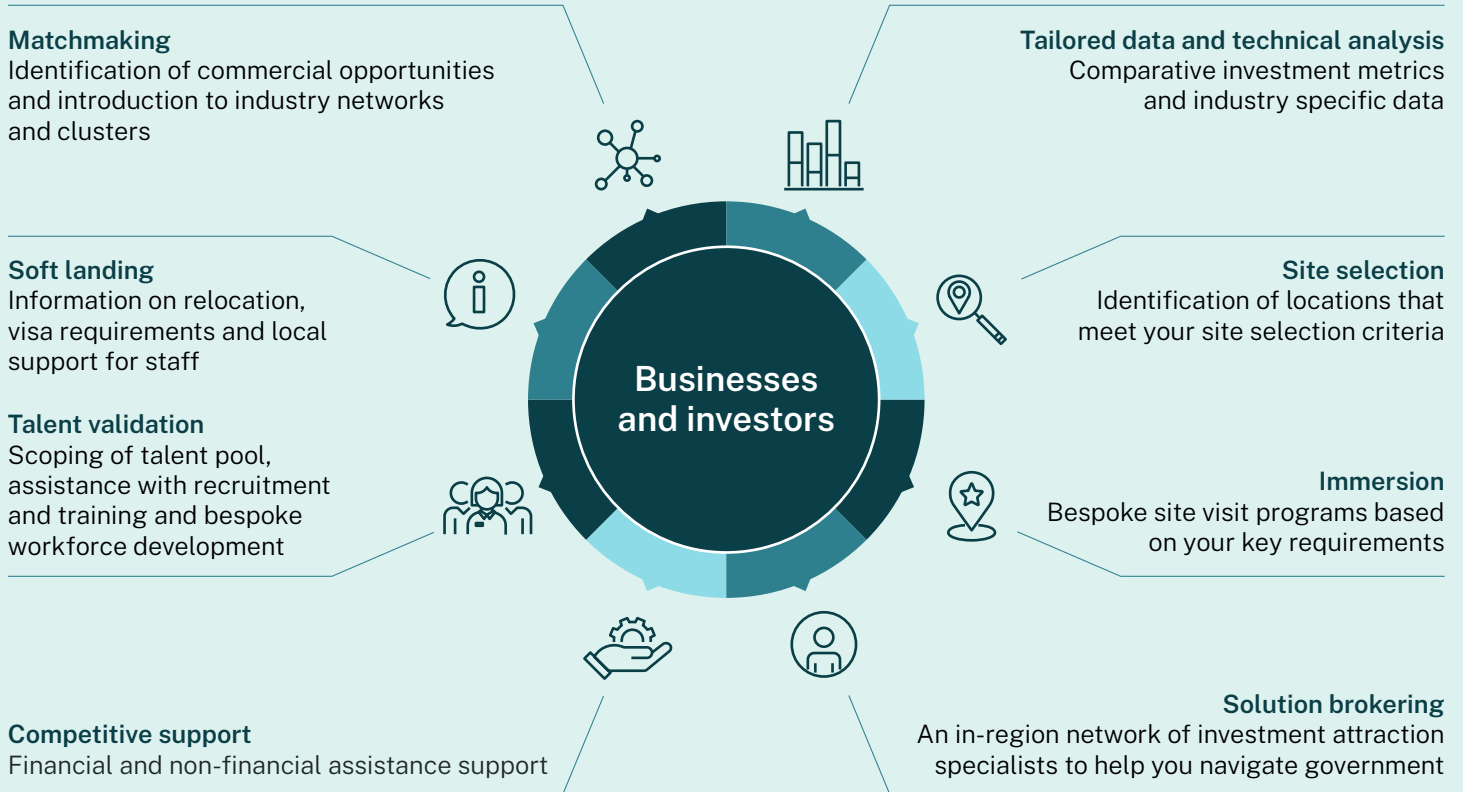 Matchmaking
Identification of commercial opportunities
and introduction to industry networks
and clusters
Tailored data and technical analysis
Comparative investment metrics
and industry specific data
Soft landing
Information on relocation,
visa requirements and local
support for staff
Site selection
Identification of locations that
meet your site selection criteria
Businesses
and investors
Talent validation
Scoping of talent pool,
assistance with recruitment
and training and bespoke
workforce development
Immersion
Bespoke site visit programs based
on your key requirements
Competitive support
Financial and non-financial assistance support
Solution brokering
An in-region network of investment attraction
specialists to help you navigate government